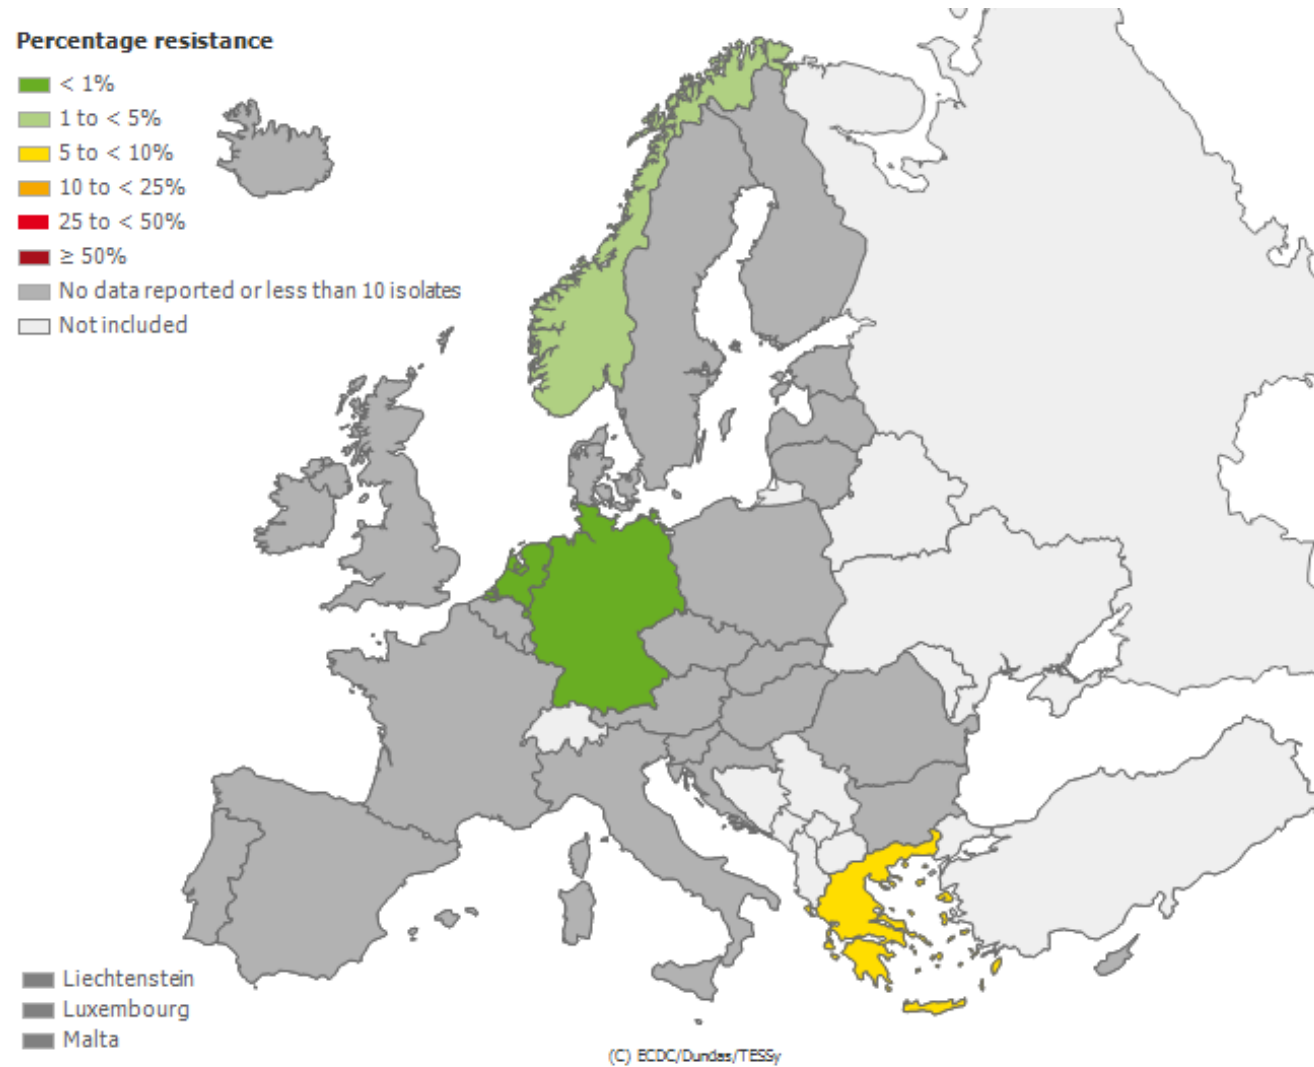 Percentage resistance
< 1%
1 to < 5%
5 to < 10%
10 to < 25%
25 to < 50%
≥ 50%
No data reported or less than 10 isolates
Not included
Liechtenstein
Luxembourg
Malta
(C) ECDC/Dundas/TESSy